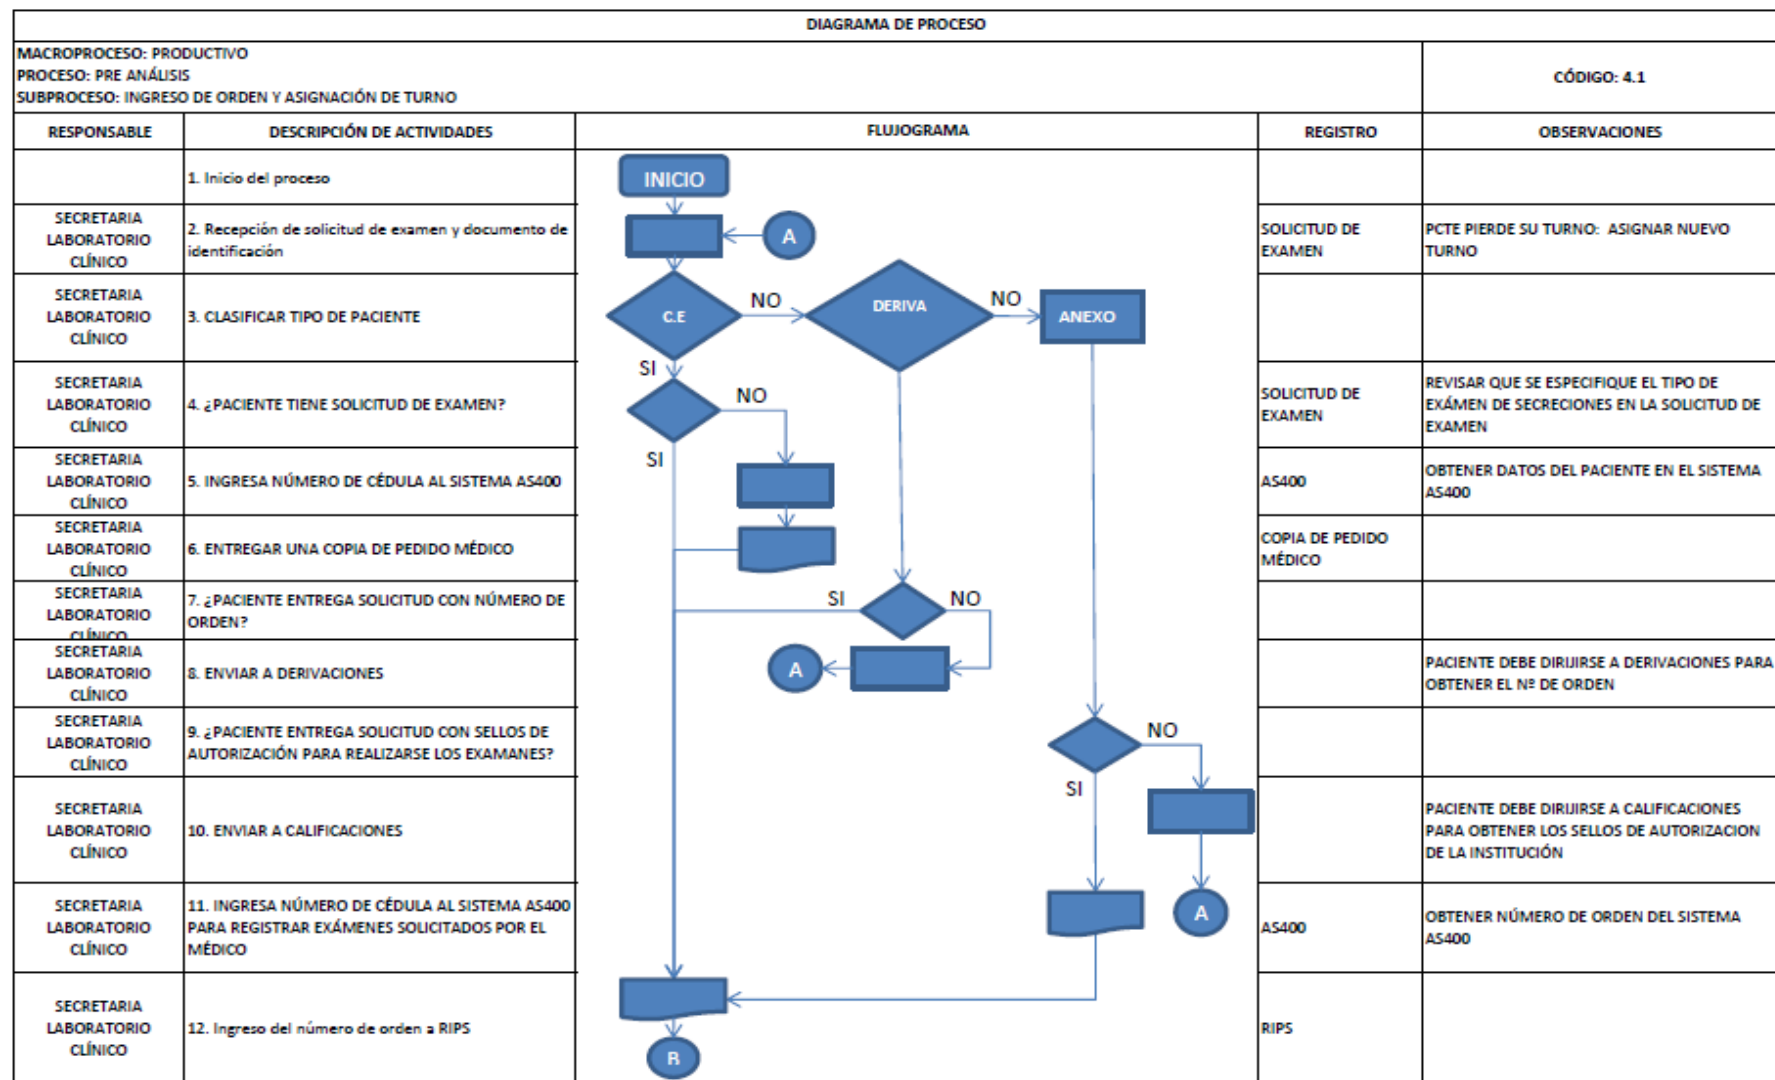 DIAGRAMA DE PROCESO
MACROPROCESO: PRODUCTIVO
PROCESO: PRE ANÁLISIS
SUBPROCESO: INGRESO DE ORDEN Y ASIGNACIÓN DE TURNO
CÓDIGO: 4.1
RESPONSABLE
DESCRIPCIÓN DE ACTIVIDADES
FLUJOGRAMA
REGISTRO
OBSERVACIONES
1. Inicio del proceso
INICIO
SECRETARIA
LABORATORIO
CLÍNICO
2. Recepción de solicitud de examen y documento de
identificación
A
SOLICITUD DE
EXAMEN
PCTE PIERDE SU TURNO: ASIGNAR NUEVO
TURNO
SECRETARIA
LABORATORIO
CLÍNICO
3. CLASIFICAR TIPO DE PACIENTE
C.E
NO
DERIVA
NO
ANEXO
SI
SECRETARIA
LABORATORIO
CLÍNICO
4. ¿PACIENTE TIENE SOLICITUD DE EXAMEN?
NO
SI
SOLICITUD DE
EXAMEN
REVISAR QUE SE ESPECIFIQUE EL TIPO DE
EXÁMEN DE SECRECIONES EN LA SOLICITUD DE
EXAMEN
SECRETARIA
LABORATORIO
CLÍNICO
5. INGRESA NÚMERO DE CÉDULA AL SISTEMA AS400
AS400
OBTENER DATOS DEL PACIENTE EN EL SISTEMA
AS400
SECRETARIA
LABORATORIO
CLÍNICO
6. ENTREGAR UNA COPIA DE PEDIDO MÉDICO
COPIA DE PEDIDO
MÉDICO
SECRETARIA
LABORATORIO
CLÍNICO
7. ¿PACIENTE ENTREGA SOLICITUD CON NÚMERO DE
ORDEN?
SI
NO
SECRETARIA
LABORATORIO
CLÍNICO
8. ENVIAR A DERIVACIONES
A
PACIENTE DEBE DIRIJIRSE A DERIVACIONES PARA
OBTENER EL Nº DE ORDEN
SECRETARIA
LABORATORIO
CLÍNICO
9. ¿PACIENTE ENTREGA SOLICITUD CON SELLOS DE
AUTORIZACIÓN PARA REALIZARSE LOS EXAMANES?
NO
SI
SECRETARIA
LABORATORIO
CLÍNICO
10. ENVIAR A CALIFICACIONES
PACIENTE DEBE DIRIJIRSE A CALIFICACIONES
PARA OBTENER LOS SELLOS DE AUTORIZACION
DE LA INSTITUCIÓN
SECRETARIA
LABORATORIO
CLÍNICO
11. INGRESA NÚMERO DE CÉDULA AL SISTEMA AS400
PARA REGISTRAR EXÁMENES SOLICITADOS POR EL
MÉDICO
A
AS400
OBTENER NÚMERO DE ORDEN DEL SISTEMA
AS400
SECRETARIA
LABORATORIO
CLÍNICO
12. Ingreso del número de orden a RIPS
B
RIPS